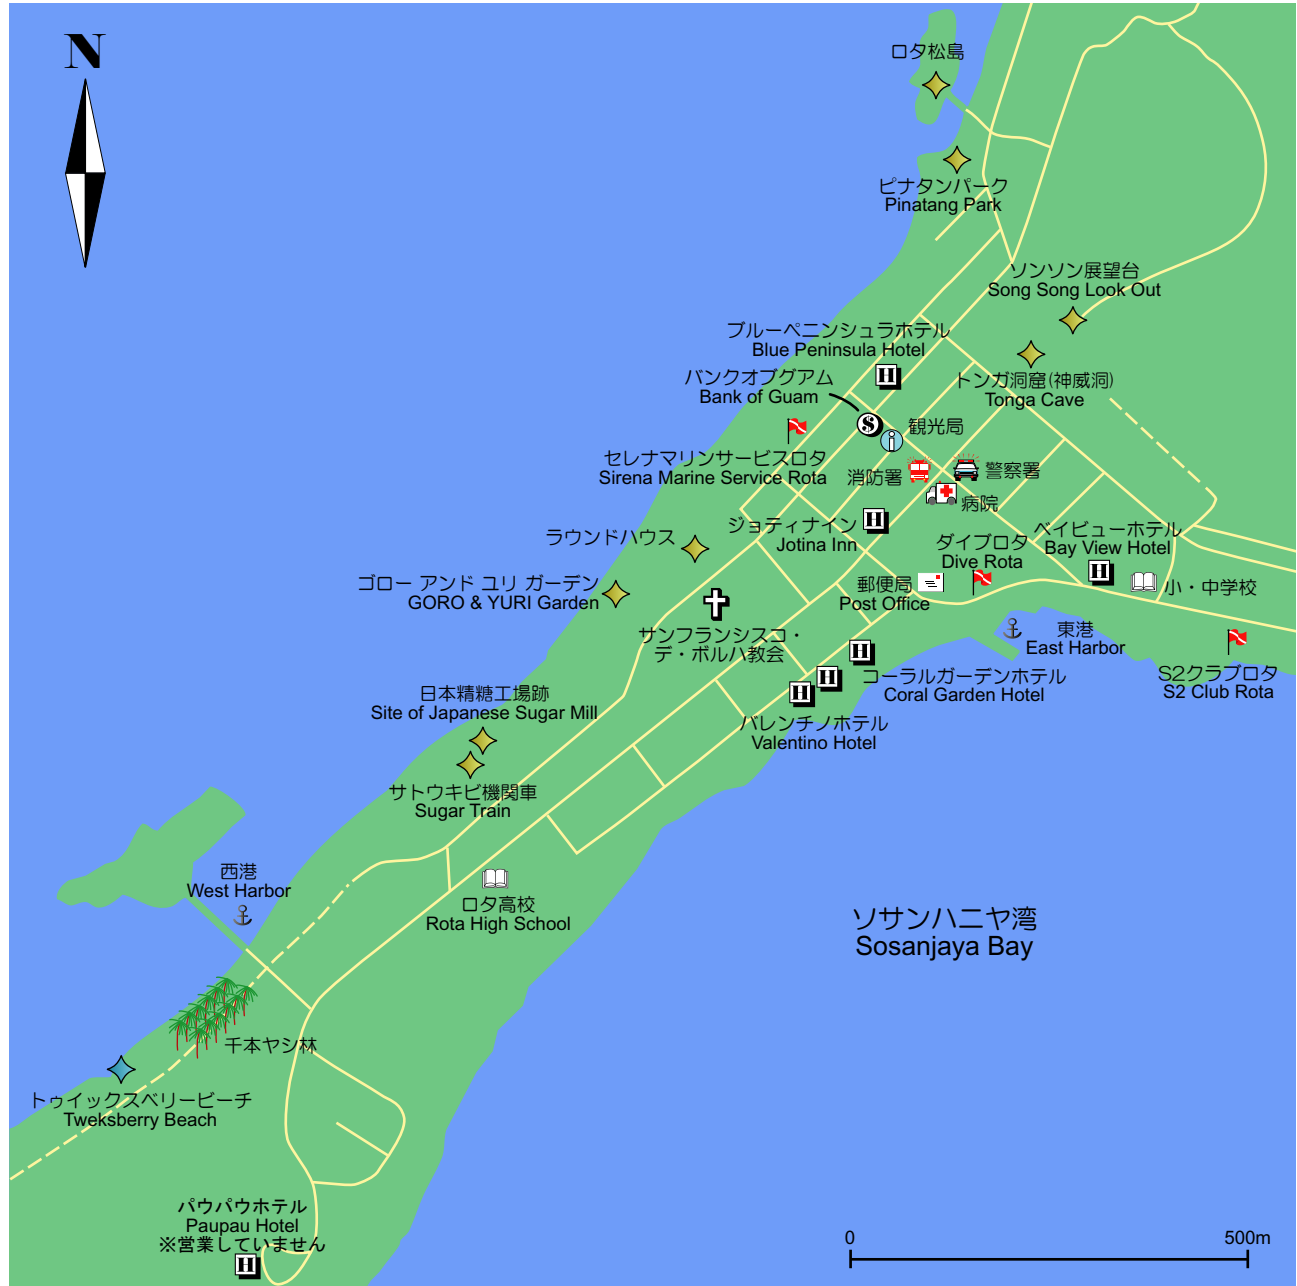 N
ロタ松島
ピナタンパーク
Pinatang Park
ソンソン展望台
Song Song Look Out
ブルーペニンシュラホテル
Blue Peninsula Hotel
H
バンクオブグアム
Bank of Guam
$
トンガ洞窟(神威洞)
Tonga Cave
i
観光局
セレナマリンサービスロタ
Sirena Marine Service Rota
消防署
警察署
病院
ジョティナイン
Jotina Inn
H
ベイビューホテル
Bay View Hotel
H
ダイブロタ
Dive Rota
ラウンドハウス
ゴロー アンド ユリ ガーデン
GORO & YURI Garden
郵便局
Post Office
小・中学校
サンフランシスコ・
デ・ボルハ教会
東港
East Harbor
H
H
H
コーラルガーデンホテル
Coral Garden Hotel
S2クラブロタ
S2 Club Rota
日本精糖工場跡
Site of Japanese Sugar Mill
バレンチノホテル
Valentino Hotel
サトウキビ機関車
Sugar Train
西港
West Harbor
ロタ高校
Rota High School
ソサンハニヤ湾
Sosanjaya Bay
千本ヤシ林
トゥイックスベリービーチ
Tweksberry Beach
パウパウホテル
Paupau Hotel
※営業していません
H
0
500m